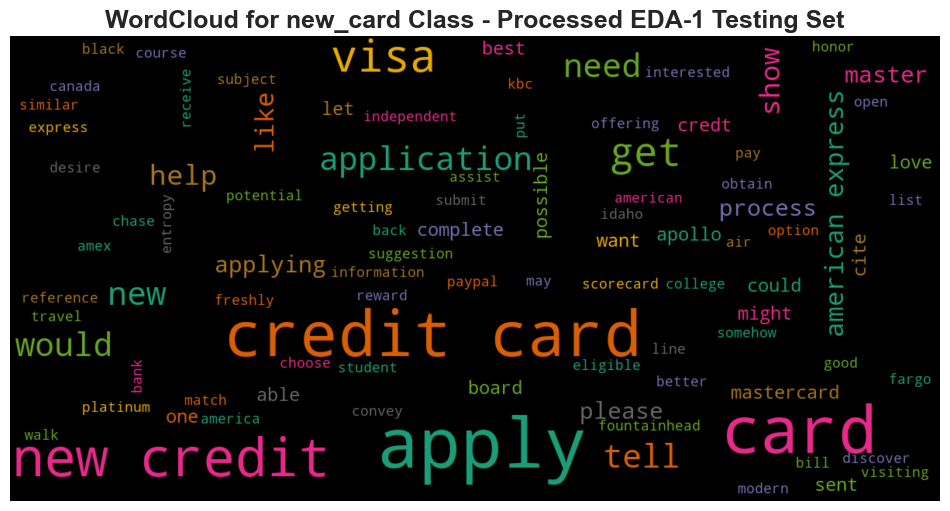 WordCloud for new_card Class - Processed EDA-1 Testing Set
black
course
visa
best
need
interested
show
honor
master
canada
receive
subject
kbc
similar
like
let
independent
put
offering
credt
american express
open
express
application
get
pay
love
desire
help
assist
possible
obtain
potential
american
list
chase
entropy
getting
submit
idaho
process
amex
back
complete
want
apollo
air
option
cite
suggestion
applying
information
reference
new
freshly
reward
paypal
may
scorecard
college
could
travel
might
would
credit card
somehow
line
bank
choose
student
eligible
good
better
fargo
platinum
match
able
board
mastercard
one
america
convey
please
walk
fountainhead
card
new credit
apply
tell
bill
discover
visiting
modern
sent